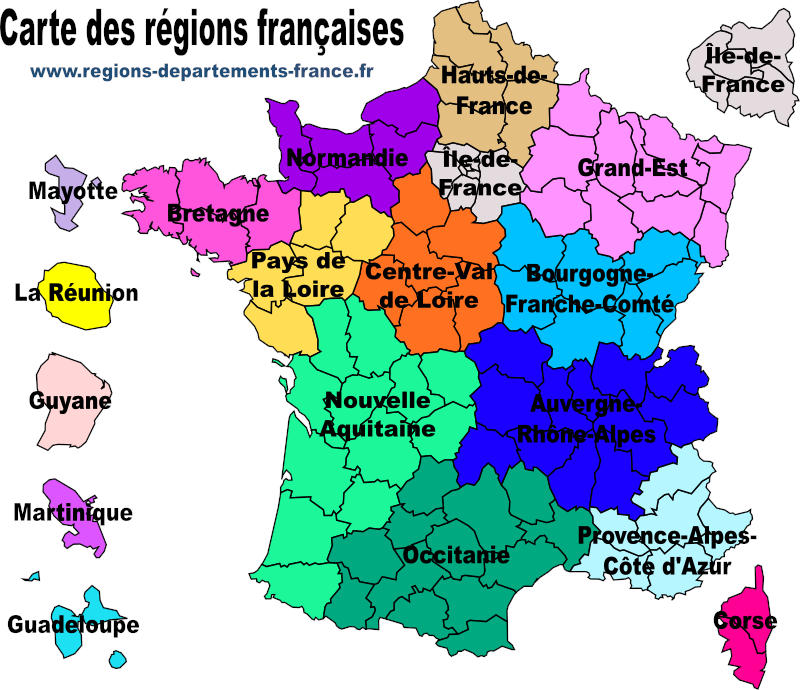 Carte des régions françaises
www.regions-departements-france.fr
Hauts-de-
France
Île-de-
France
Normandie
Île-de-
France
Grand-Est
Mayotte
Bretagne
Pays de
la Loire
Centre-Val
de Loire
Bourgogne-
Franche-Comté
La Réunion
Guyane
Nouvelle
Aquitaine
Auvergne-
Rhône-Alpes
Martinique
Occitanie
Provence-Alpes-
Côte d'Azur
Guadeloupe
Corse